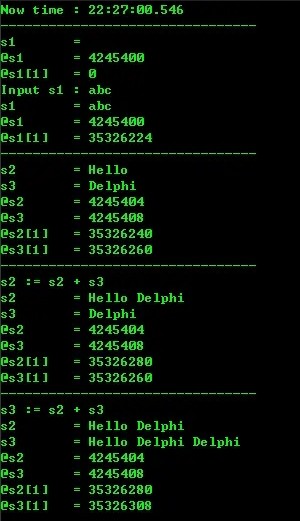 Now time : 22:27:00.546
--------------------------------
s1       =
@s1      = 4245400
@s1[1]   = 0
Input s1 : abc
s1       = abc
@s1      = 4245400
@s1[1]   = 35326224
--------------------------------
s2       = Hello
s3       = Delphi
@s2      = 4245404
@s3      = 4245408
@s2[1]   = 35326240
@s3[1]   = 35326260
--------------------------------
s2 := s2 + s3
s2       = Hello Delphi
s3       = Delphi
@s2      = 4245404
@s3      = 4245408
@s2[1]   = 35326280
@s3[1]   = 35326260
--------------------------------
s3 := s2 + s3
s2       = Hello Delphi
s3       = Hello Delphi Delphi
@s2      = 4245404
@s3      = 4245408
@s2[1]   = 35326280
@s3[1]   = 35326308